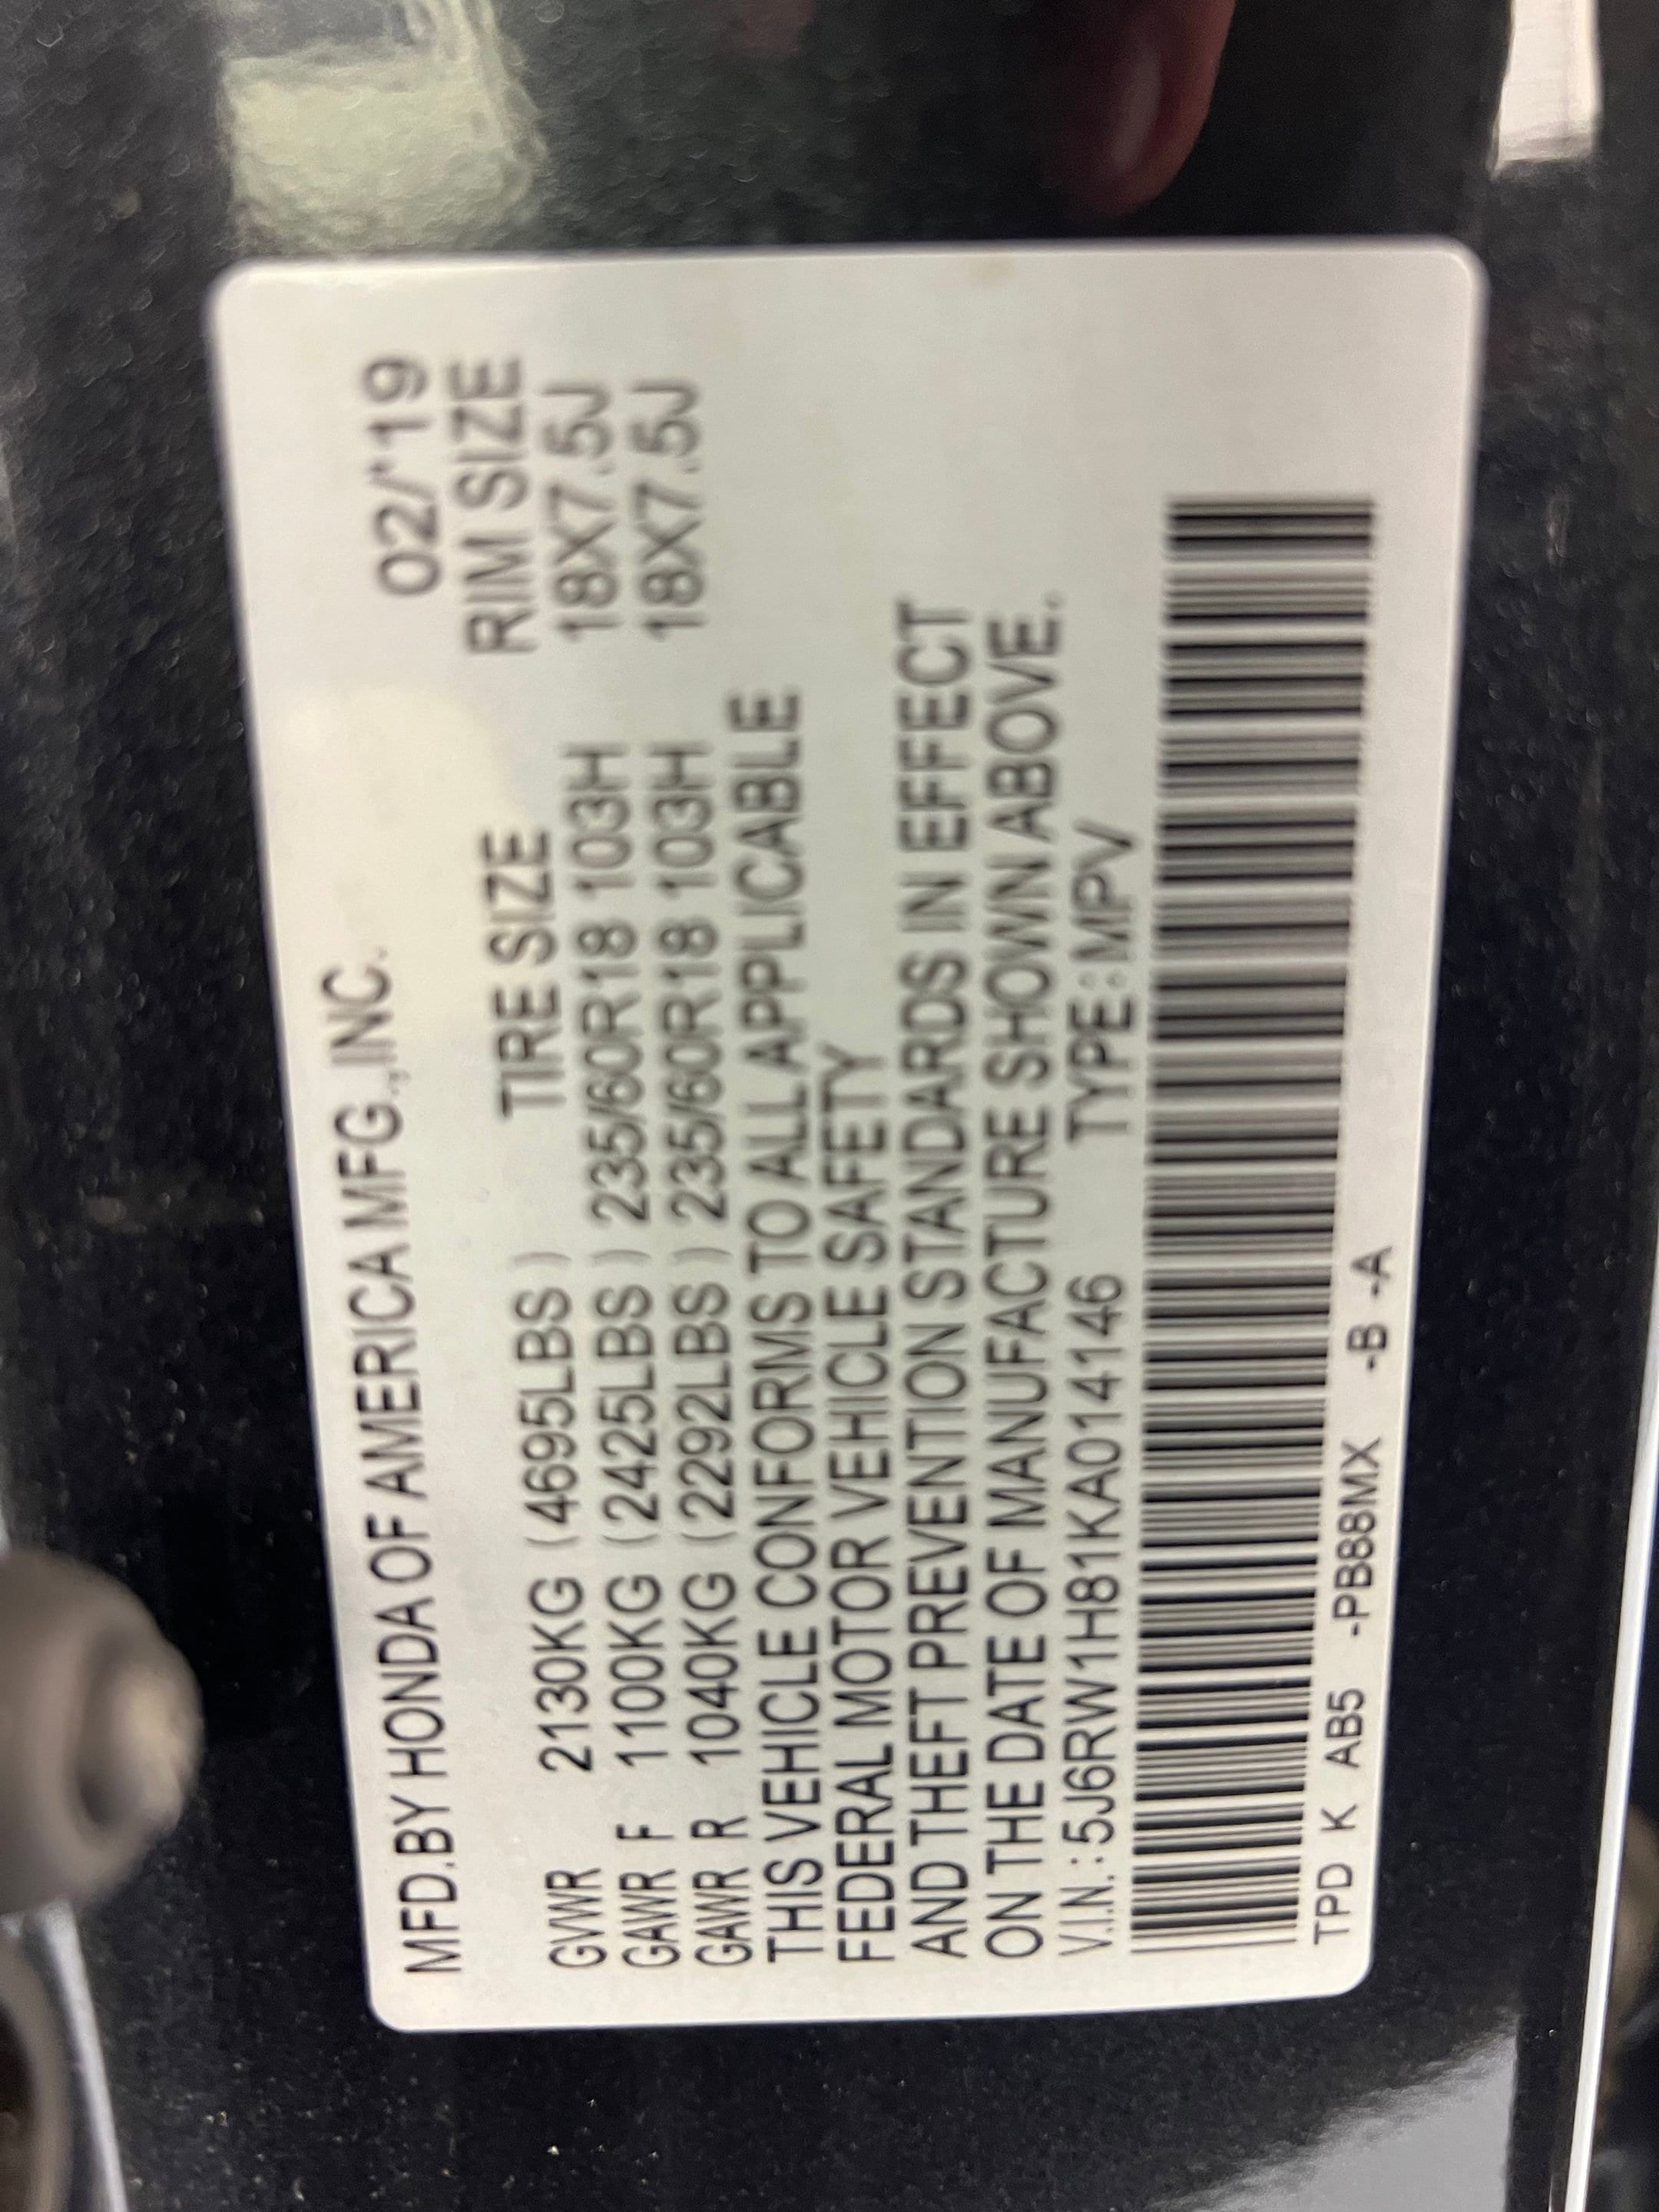 MFD.BY HONDA OF AMERICA MFG.,INC. 02/'19
TIRE SIZE RIM SIZE
GVWR 2130KG (4695LBS)
GAWR F 1100KG (2425LBS) 235/60R18 103H 18X7.5J
GAWR R 1040KG (2292LBS) 235/60R18 103H 18X7.5J
THIS VEHICLE CONFORMS TO ALL APPLICABLE
FEDERAL MOTOR VEHICLE SAFETY
AND THEFT PREVENTION STANDARDS IN EFFECT
ON THE DATE OF MANUFACTURE SHOWN ABOVE.
V.I.N.:5J6RW1H81KA014146 TYPE:MPV
TPD K AB5 -PB88MX -B -A